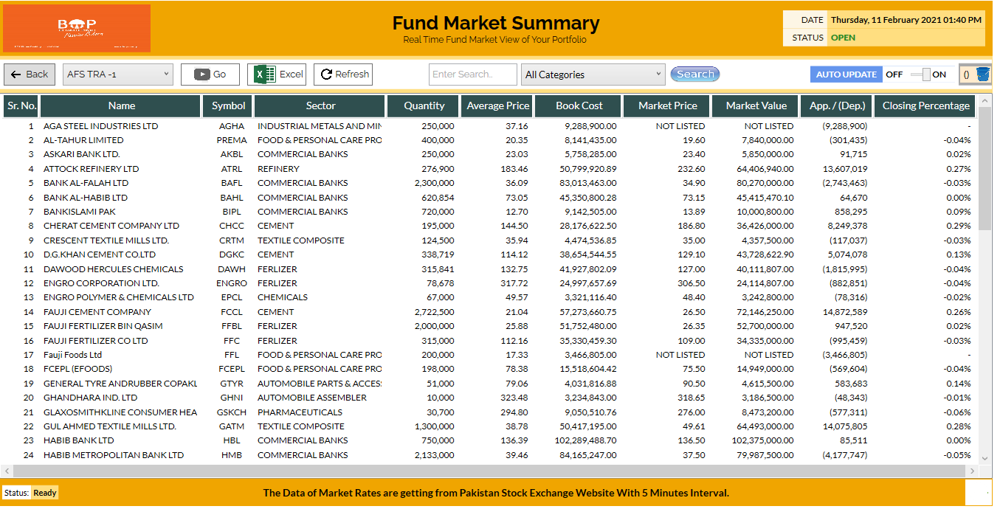 BOP
Fund Market Summary
Real Time Fund Market View of Your Portfolio
DATE Thursday, 11 February 2021 01:40 PM
STATUS OPEN
Back AFS TRA -1 Go Excel Refresh Enter Search.. All Categories Search AUTO UPDATE OFF ON ()
Sr. No. Name Symbol Sector Quantity Average Price Book Cost Market Price Market Value App. / (Dep.) Closing Percentage
1 AGA STEEL INDUSTRIES LTD AGHA INDUSTRIAL METALS AND MIN 250,000 37.16 9,288,900.00 NOT LISTED NOT LISTED (9,288,900) -
2 AL-TAHUR LIMITED PREMA FOOD & PERSONAL CARE PRO 400,000 20.35 8,141,435.00 19.60 7,840,000.00 (301,435) -0.04%
3 ASKARI BANK LTD. AKBL COMMERCIAL BANKS 250,000 23.03 5,758,285.00 23.40 5,850,000.00 91,715 0.02%
4 ATTOCK REFINERY LTD ATRL REFINERY 276,900 183.46 50,799,920.89 232.60 64,406,940.00 13,607,019 0.27%
5 BANK AL-FALAH LTD BAFL COMMERCIAL BANKS 2,300,000 36.09 83,013,463.00 34.90 80,270,000.00 (2,743,463) -0.03%
6 BANK AL-HABIB LTD BAHL COMMERCIAL BANKS 620,854 73.05 45,350,800.28 73.15 45,415,470.10 64,670 0.00%
7 BANKISLAMI PAK BIPL COMMERCIAL BANKS 720,000 12.70 9,142,505.00 13.89 10,000,800.00 858,295 0.09%
8 CHERAT CEMENT COMPANY LTD CHCC CEMENT 195,000 144.50 28,176,622.50 186.80 36,426,000.00 8,249,378 0.29%
9 CRESCENT TEXTILE MILLS LTD. CRTM TEXTILE COMPOSITE 124,500 35.94 4,474,536.85 35.00 4,357,500.00 (117,037) -0.03%
10 D.G.KHAN CEMENT CO.LTD DGKC CEMENT 338,719 114.12 38,654,544.55 129.10 43,728,622.90 5,074,078 0.13%
11 DAWOOD HERCULES CHEMICALS DAWH FERLIZER 315,841 132.75 41,927,802.09 127.00 40,111,807.00 (1,815,995) -0.04%
12 ENGRO CORPORATION LTD. ENGRO FERLIZER 78,678 317.72 24,997,657.69 306.50 24,114,807.00 (882,851) -0.04%
13 ENGRO POLYMER & CHEMICALS LTD EPCL CHEMICALS 67,000 49.57 3,321,116.40 48.40 3,242,800.00 (78,316) -0.02%
14 FAUJI CEMENT COMPANY FCCL CEMENT 2,722,500 21.04 57,273,660.75 26.50 72,146,250.00 14,872,589 0.26%
15 FAUJI FERTILIZER BIN QASIM FFBL FERLIZER 2,000,000 25.88 51,752,480.00 26.35 52,700,000.00 947,520 0.02%
16 FAUJI FERTILIZER CO LTD FFC FERLIZER 315,000 112.16 35,330,459.30 109.00 34,335,000.00 (995,459) -0.03%
17 Fauji Foods Ltd FFL FOOD & PERSONAL CARE PRO 200,000 17.33 3,466,805.00 NOT LISTED NOT LISTED (3,466,805) -
18 FCEPL (EFOODS) FCEPL FOOD & PERSONAL CARE PRO 198,000 78.38 15,518,604.42 75.50 14,949,000.00 (569,604) -0.04%
19 GENERAL TYRE ANDRUBBER COPAKL GTYR AUTOMOBILE PARTS & ACCES 51,000 79.06 4,031,816.88 90.50 4,615,500.00 583,683 0.14%
20 GHANDHARA IND. LTD GHNI AUTOMOBILE ASSEMBLER 10,000 323.48 3,234,843.00 318.65 3,186,500.00 (48,343) -0.01%
21 GLAXOSMITHKLINE CONSUMER HEA GSKCH PHARMACEUTICALS 30,700 294.80 9,050,510.76 276.00 8,473,200.00 (577,311) -0.06%
22 GUL AHMED TEXTILE MILLS LTD. GATM TEXTILE COMPOSITE 1,300,000 38.78 50,417,195.00 49.61 64,493,000.00 14,075,805 0.28%
23 HABIB BANK LTD HBL COMMERCIAL BANKS 750,000 136.39 102,289,488.70 136.50 102,375,000.00 85,511 0.00%
24 HABIB METROPOLITAN BANK LTD HMB COMMERCIAL BANKS 2,133,000 39.46 84,165,247.00 37.50 79,987,500.00 (4,177,747) -0.05%
Status: Ready The Data of Market Rates are getting from Pakistan Stock Exchange Website With 5 Minutes Interval.